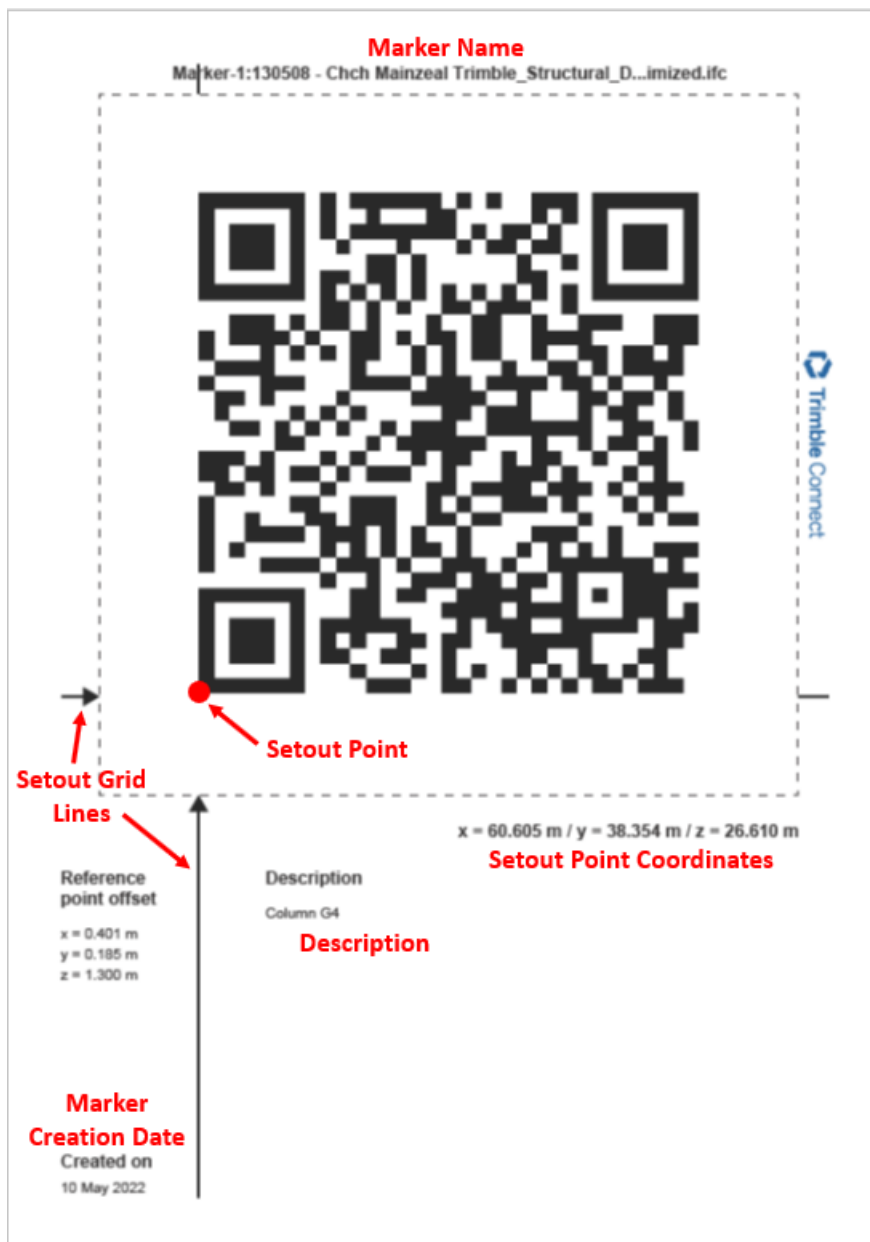 Marker Name
Marker-1:130508 - Chch Mainzeal Trimble_Structural_D...imized.ifc
Trimble Connect
Setout Point
Setout Grid
Lines
x = 60.605 m / y = 38.354 m / z = 26.610 m
Setout Point Coordinates
Reference
point offset
x = 0.401 m
y = 0.185 m
z = 1.300 m
Description
Column G4
Description
Marker
Creation Date
Created on
10 May 2022